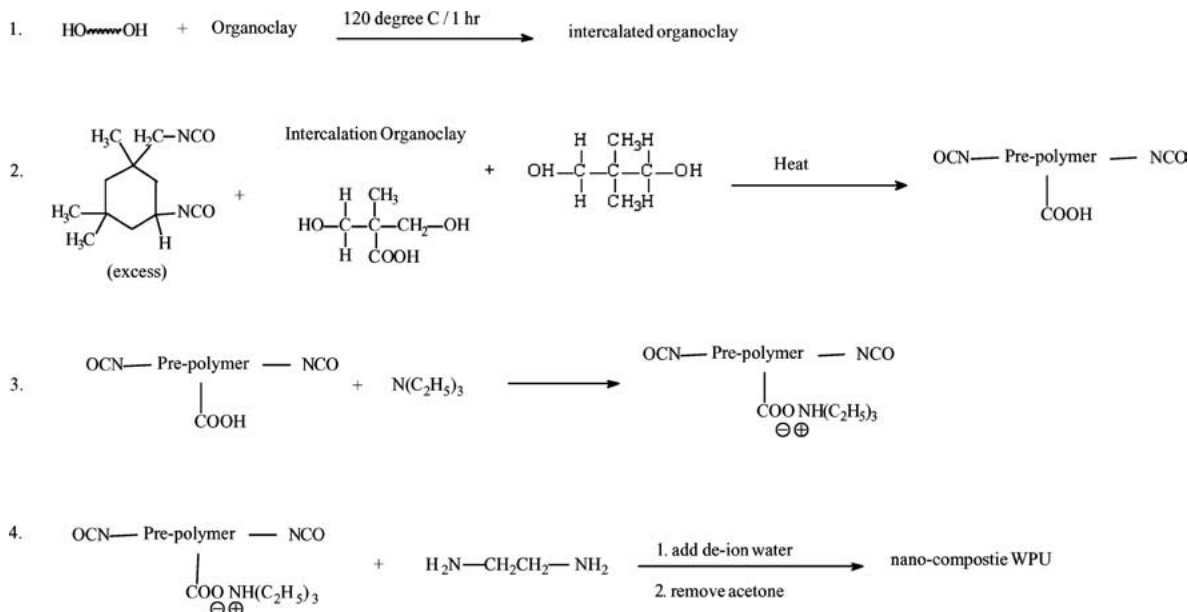 1. HO OH + Organoclay 120 degree C / 1 hr intercalated organoclay
2. H₃C H₂C—NCO H₃C H₃C NCO H (excess) + Intercalation Organoclay
H CH₃ HO—C—C—CH₂—OH H COOH
+ H CH₃H OH—C—C—C—OH H CH₃H Heat OCN— Pre-polymer — NCO COOH
3. OCN— Pre-polymer — NCO COOH + N(C₂H₅)₃ OCN— Pre-polymer — NCO COO NH(C₂H₅)₃ ⊖⊕
4. OCN— Pre-polymer — NCO COO NH(C₂H₅)₃ ⊖⊕ + H₂N—CH₂CH₂—NH₂ 1. add de-ion water
2. remove acetone
nano-compostie WPU